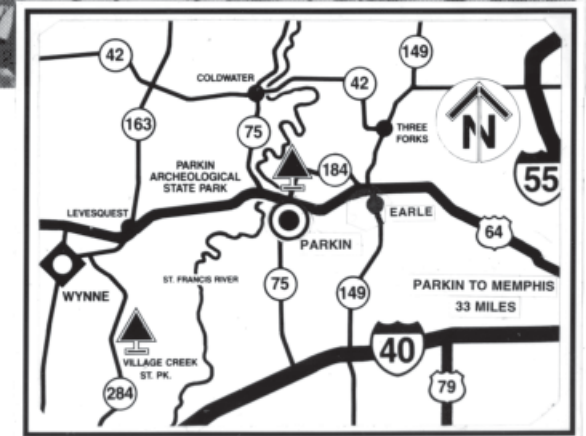 42
149
COLDWATER
42
163
75
THREE
FORKS
N
PARKIN
ARCHEOLOGICAL
STATE PARK
184
55
LEVESQUEST
EARLE
64
PARKIN
WYNNE
ST. FRANCIS RIVER
75
149
PARKIN TO MEMPHIS
33 MILES
VILLAGE CREEK
ST. PK.
40
284
79